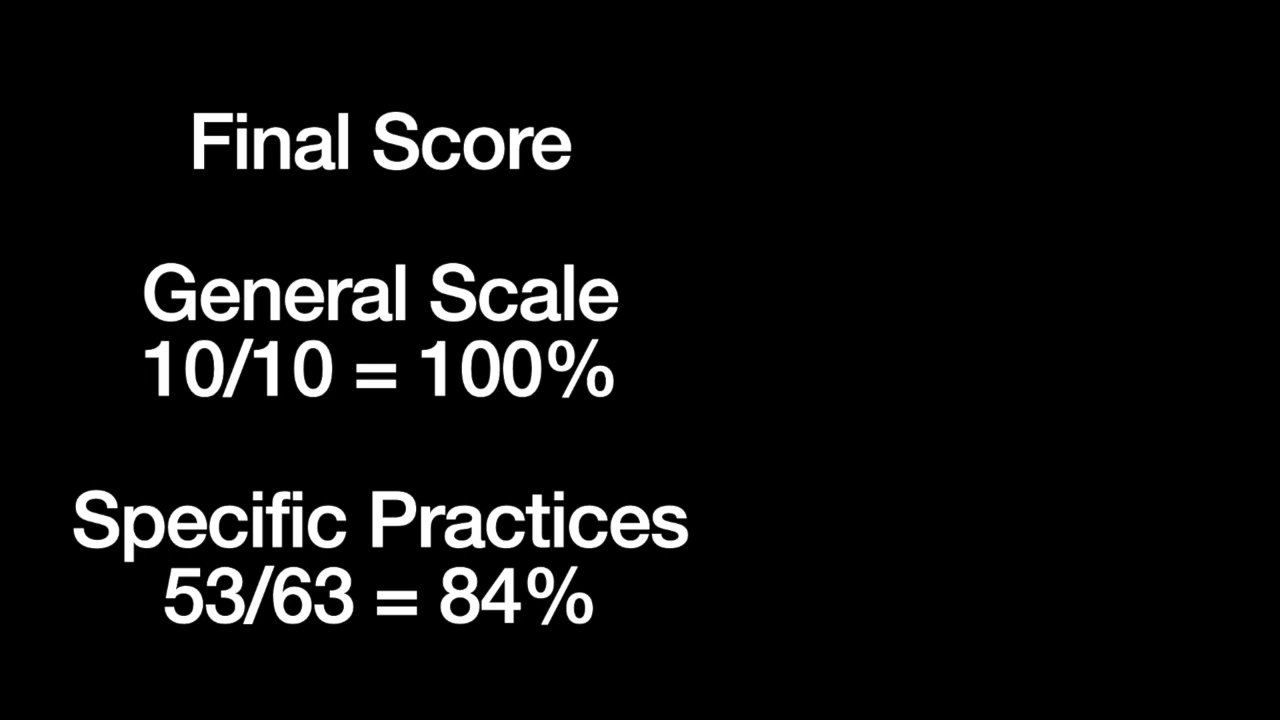 Final Score
General Scale
10/10 = 100%
Specific Practices
53/63 = 84%